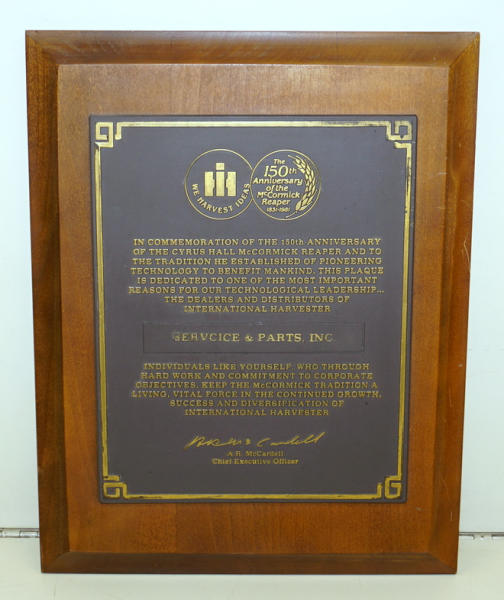 WE HARVEST IDEAS
The
150th
Anniversary
of the
McCormick
Reaper
1831-1981
IN COMMEMORATION OF THE 150th ANNIVERSARY
OF THE CYRUS HALL McCORMICK REAPER AND TO
THE TRADITION HE ESTABLISHED OF PIONEERING
TECHNOLOGY TO BENEFIT MANKIND, THIS PLAQUE
IS DEDICATED TO ONE OF THE MOST IMPORTANT
REASONS FOR OUR TECHNOLOGICAL LEADERSHIP...
THE DEALERS AND DISTRIBUTORS OF
INTERNATIONAL HARVESTER
SERVCICE & PARTS, INC.
INDIVIDUALS LIKE YOURSELF, WHO THROUGH
HARD WORK AND COMMITMENT TO CORPORATE
OBJECTIVES, KEEP THE McCORMICK TRADITION A
LIVING, VITAL FORCE IN THE CONTINUED GROWTH,
SUCCESS AND DIVERSIFICATION OF
INTERNATIONAL HARVESTER
A.R. McCardell
Chief Executive Officer